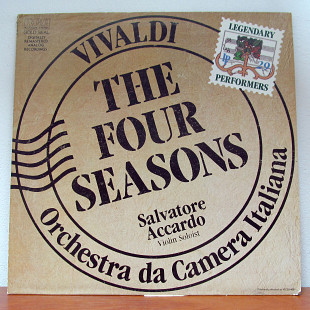 VIVALDI
LEGENDARY
PERFORMERS
THE
FOUR
SEASONS
Salvatore
Accardo
Violin Soloist
Orchestra da Camera Italiana